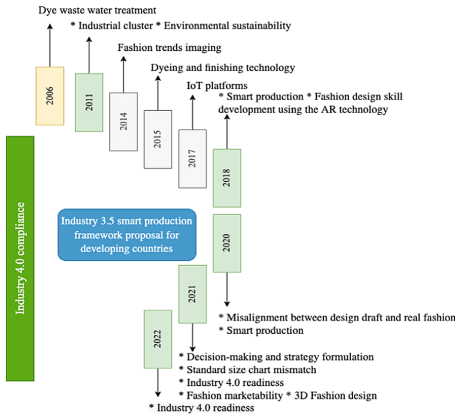 Dye waste water treatment
* Industrial cluster * Environmental sustainability
Fashion trends imaging
Dyeing and finishing technology
IoT platforms
* Smart production * Fashion design skill
development using the AR technology
2006
2011
2014
2015
2017
2018
Industry 4.0 compliance
Industry 3.5 smart production
framework proposal for
developing countries
2020
2021
2022
* Misalignment between design draft and real fashion
* Smart production
* Decision-making and strategy formulation
* Standard size chart mismatch
* Industry 4.0 readiness
* Fashion marketability * 3D Fashion design
* Industry 4.0 readiness